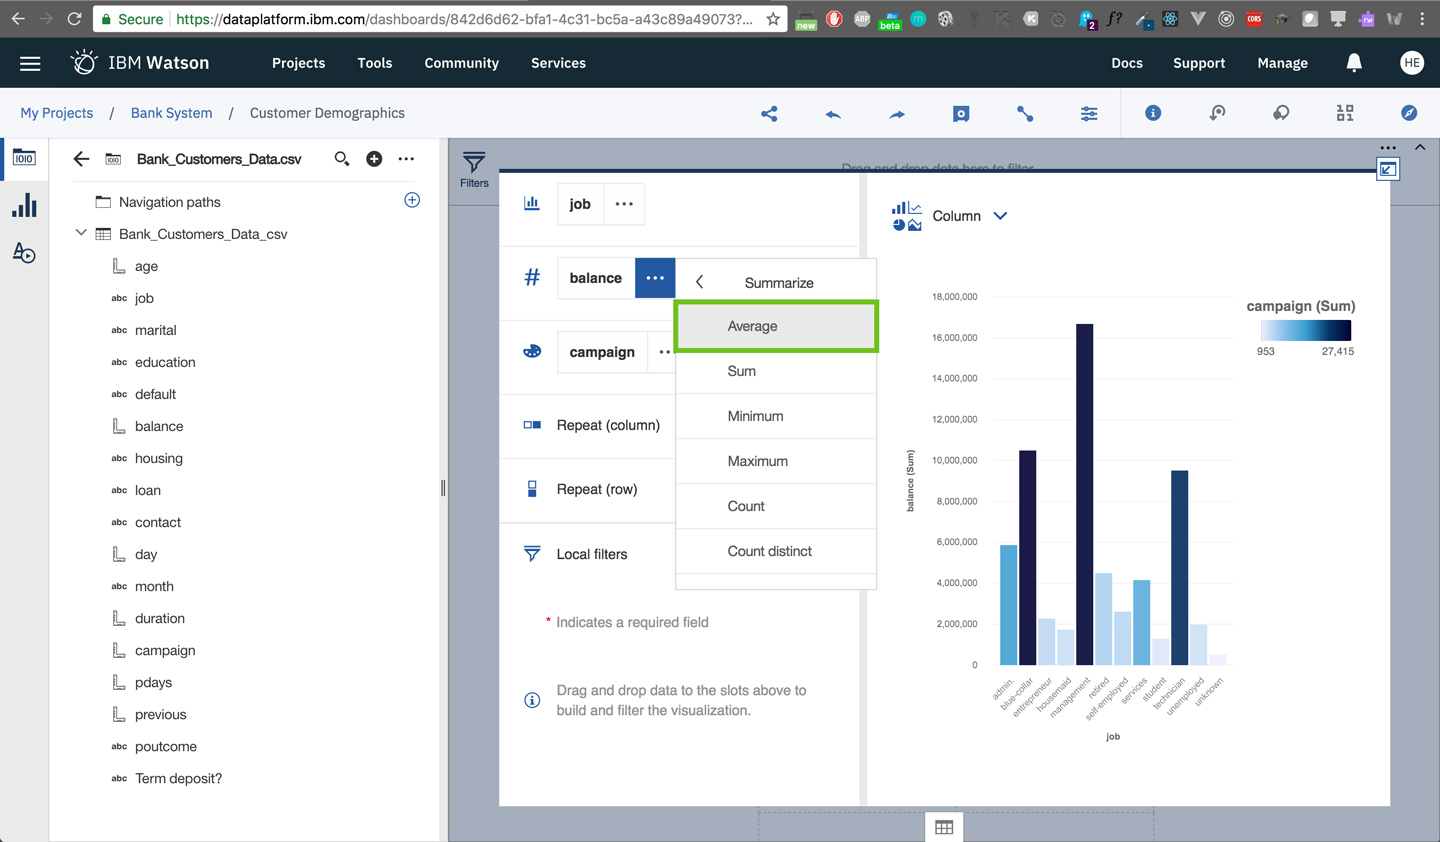 Secure
https://dataplatform.ibm.com/dashboards/842d6d62-bfa1-4c31-bc5a-a43c89a49073?...
new
ABP
beta
2
f?
CORS
rw
IBM Watson
Projects
Tools
Community
Services
Docs
Support
Manage
HE
My Projects / Bank System / Customer Demographics
Bank_Customers_Data.csv
Navigation paths
Bank_Customers_Data_csv
age
abc job
abc marital
abc education
abc default
balance
abc housing
abc loan
abc contact
day
abc month
duration
campaign
pdays
previous
abc poutcome
abc Term deposit?
Filters
Drag and drop data here to filter
job
# balance
campaign
Repeat (column)
Repeat (row)
Local filters
* Indicates a required field
Drag and drop data to the slots above to
build and filter the visualization.
Summarize
Average
Sum
Minimum
Maximum
Count
Count distinct
Column
18,000,000
16,000,000
14,000,000
12,000,000
10,000,000
8,000,000
6,000,000
4,000,000
2,000,000
0
balance (Sum)
admin.
blue-collar
entrepreneur
housemaid
management
retired
self-employed
services
student
technician
unemployed
unknown
job
campaign (Sum)
953
27,415